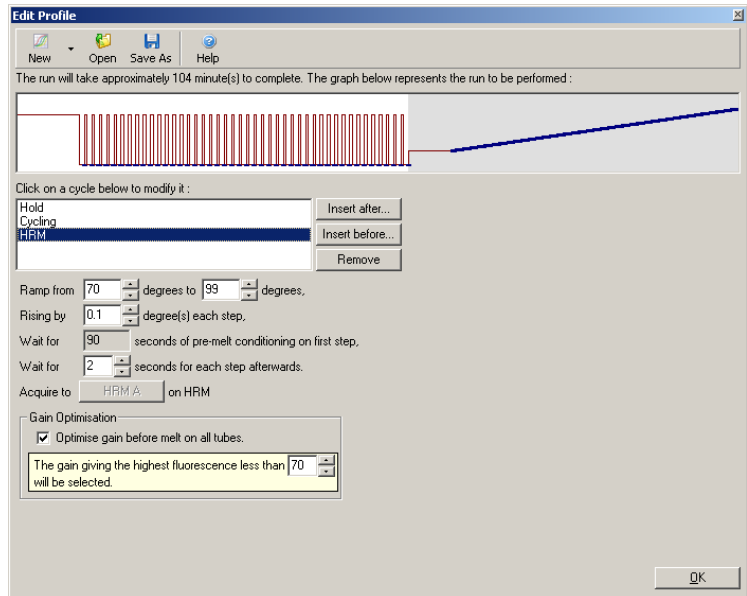 Edit Profile
New Open Save As Help
The run will take approximately 104 minute(s) to complete. The graph below represents the run to be performed :
Click on a cycle below to modify it :
Hold
Cycling
HRM
Insert after...
Insert before...
Remove
Ramp from 70 degrees to 99 degrees,
Rising by 0.1 degree(s) each step,
Wait for 90 seconds of pre-melt conditioning on first step,
Wait for 2 seconds for each step afterwards.
Acquire to HRM A on HRM
Gain Optimisation
Optimise gain before melt on all tubes.
The gain giving the highest fluorescence less than 70
will be selected.
OK